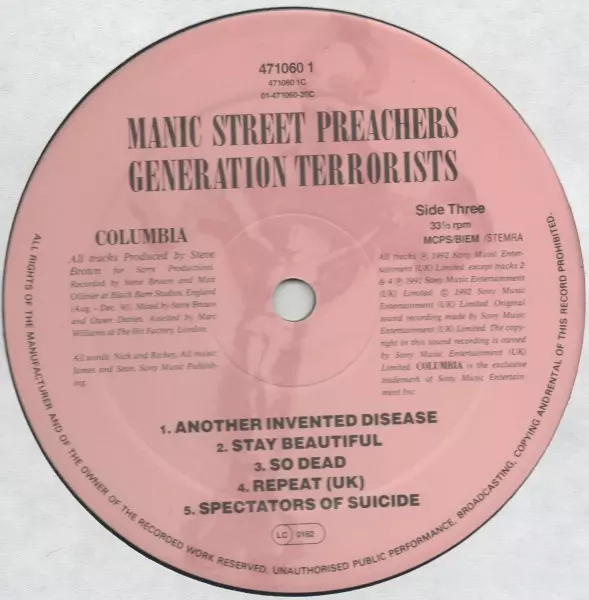 471060 1
471060 1C
01-471060-20C
MANIC STREET PREACHERS
GENERATION TERRORISTS
COLUMBIA
All tracks Produced by Steve
Brown for Sony Productions.
Recorded by Steve Brown and Matt
Ollivier at Black Barn Studios, England
(Aug. - Dec. '91). Mixed by Steve Brown
and Owen Davies. Assisted by Marc
Williams at The Hit Factory, London.
All words: Nick and Richey. All music:
James and Sean. Sony Music Publish-
ing.
Side Three
33⅓ rpm
MCPS/BIEM /STEMRA
All tracks ℗ 1992 Sony Music Enter-
tainment (UK) Limited. except tracks 2
& 4 ℗ 1991 Sony Music Entertainment
(UK) Limited. © 1992 Sony Music
Entertainment (UK) Limited. Original
sound recording made by Sony Music
Entertainment (UK) Limited. The copy-
right in this sound recording is owned
by Sony Music Entertainment (UK)
Limited. COLUMBIA is the exclusive
trademark of Sony Music Entertain-
ment Inc.
1. ANOTHER INVENTED DISEASE
2. STAY BEAUTIFUL
3. SO DEAD
4. REPEAT (UK)
5. SPECTATORS OF SUICIDE
LC 0162
ALL RIGHTS OF THE MANUFACTURER AND OF THE OWNER OF THE RECORDED WORK RESERVED. UNAUTHORISED PUBLIC PERFORMANCE, BROADCASTING, COPYING AND RENTAL OF THIS RECORD PROHIBITED.